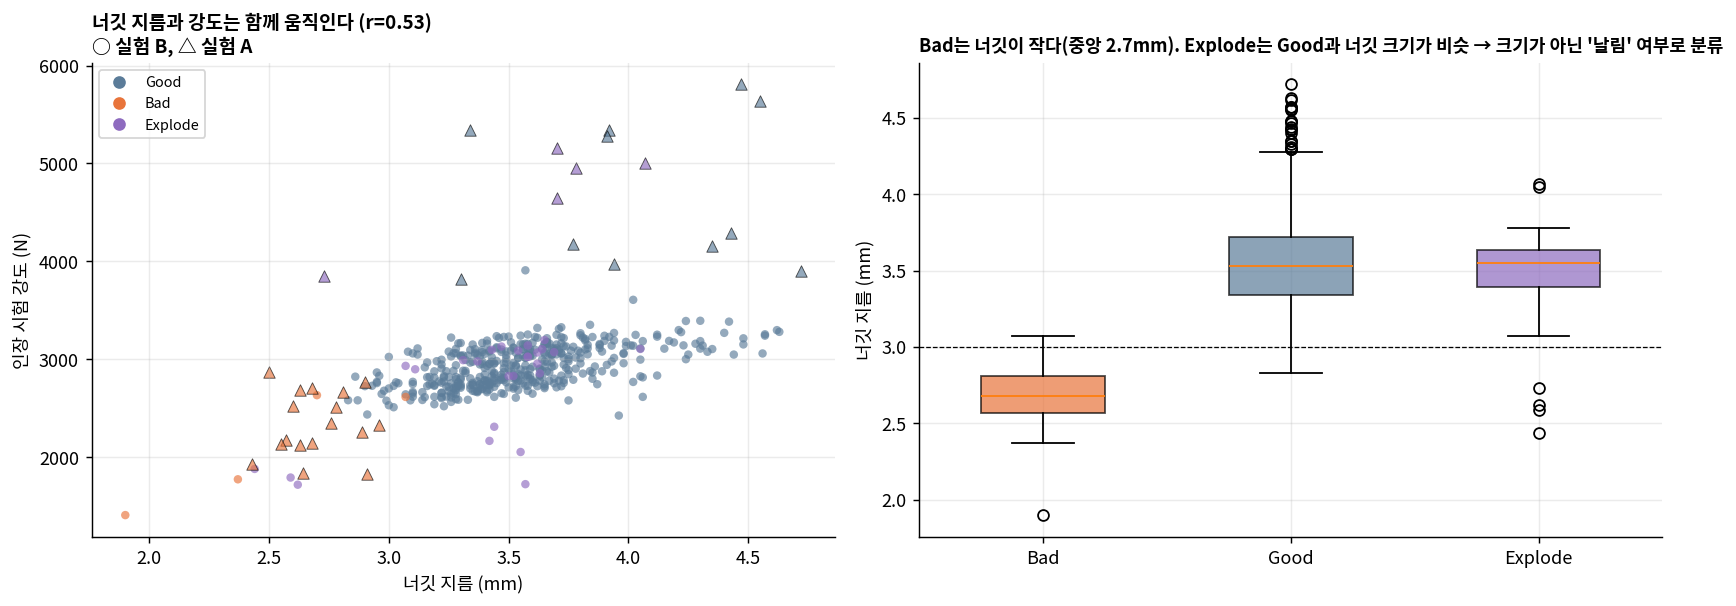 너깃 지름과 강도는 함께 움직인다 (r=0.53)
○ 실험 B, △ 실험 A
Good
Bad
Explode
인장 시험 강도 (N)
6000
5000
4000
3000
2000
2.0
2.5
3.0
3.5
4.0
4.5
너깃 지름 (mm)
Bad는 너깃이 작다(중앙 2.7mm). Explode는 Good과 너깃 크기가 비슷 → 크기가 아닌 '날림' 여부로 분류
너깃 지름 (mm)
4.5
4.0
3.5
3.0
2.5
2.0
Bad
Good
Explode